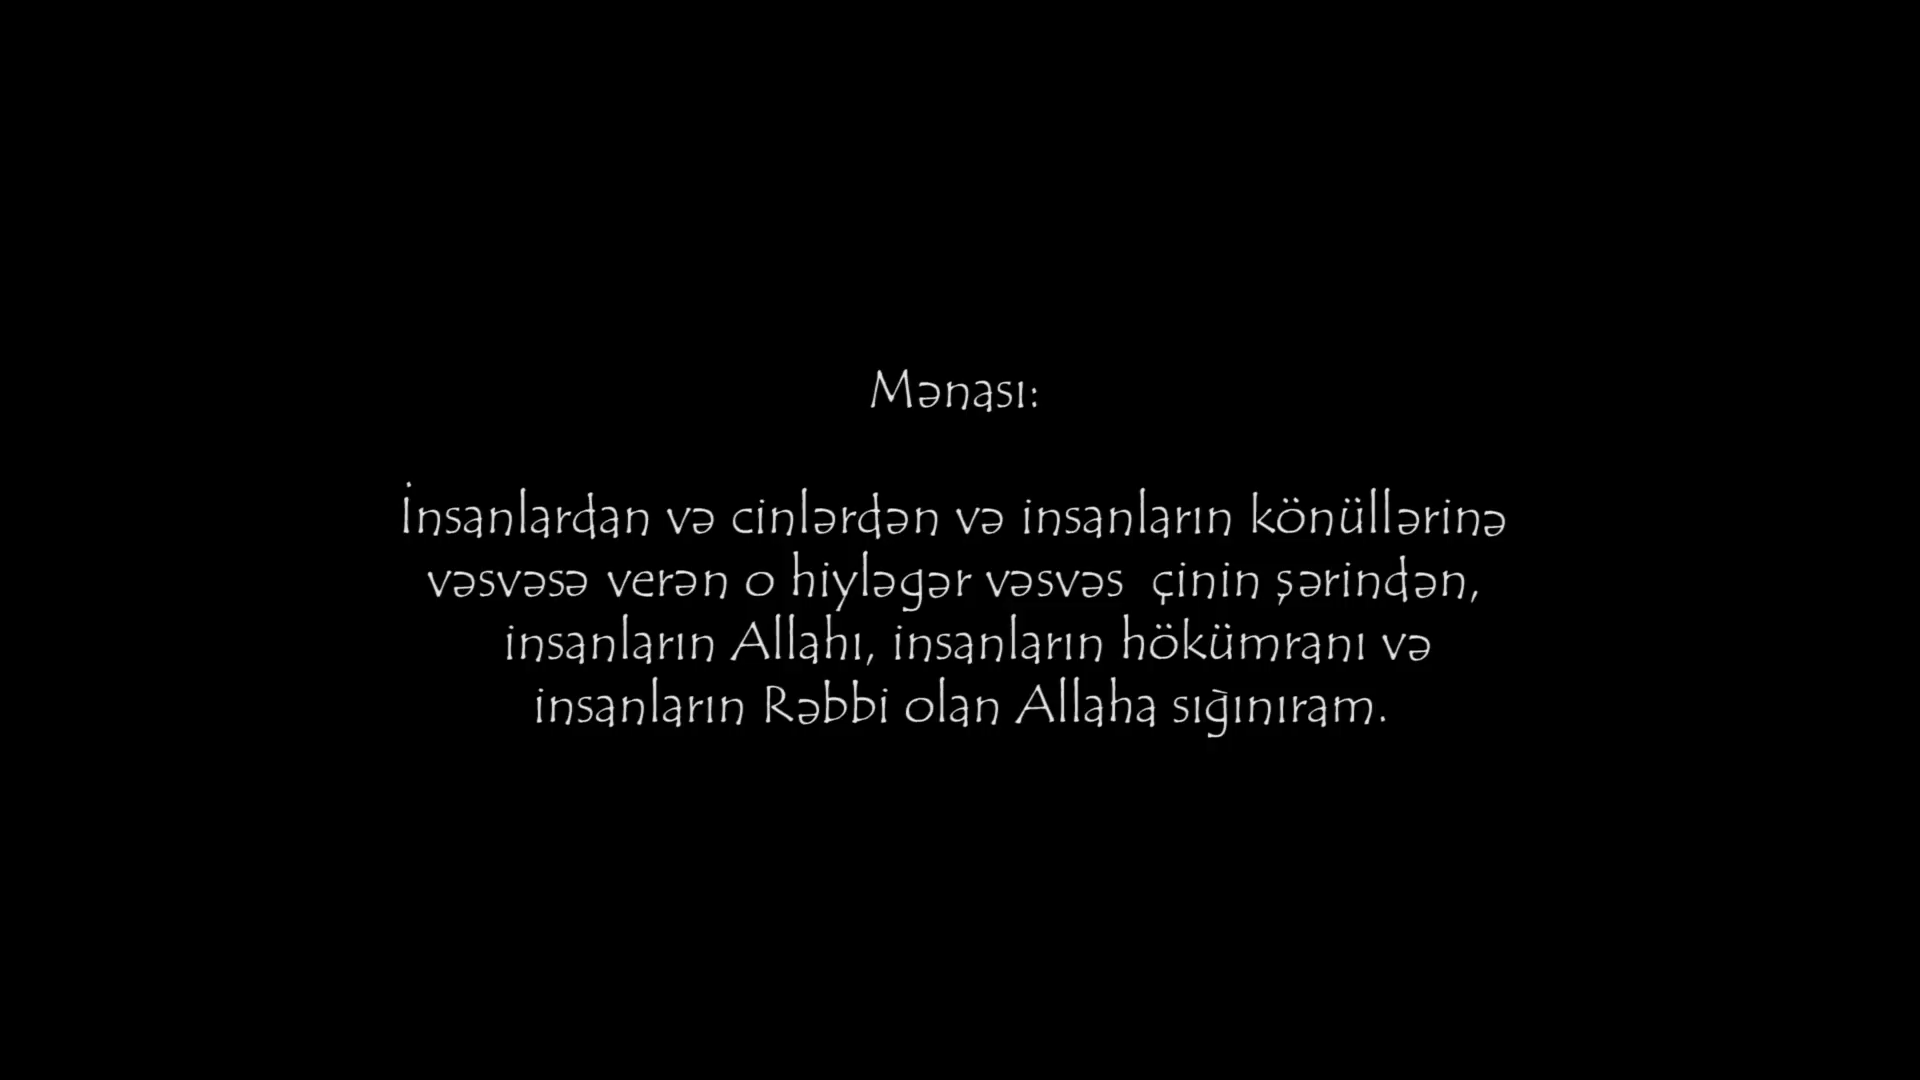 Mənası:
İnsanlardan və cinlərdən və insanların könüllərinə
vəsvəsə verən o hiyləgər vəsvəs  çinin şərindən,
insanların Allahı, insanların hökümranı və
insanların Rəbbi olan Allaha sığınıram.